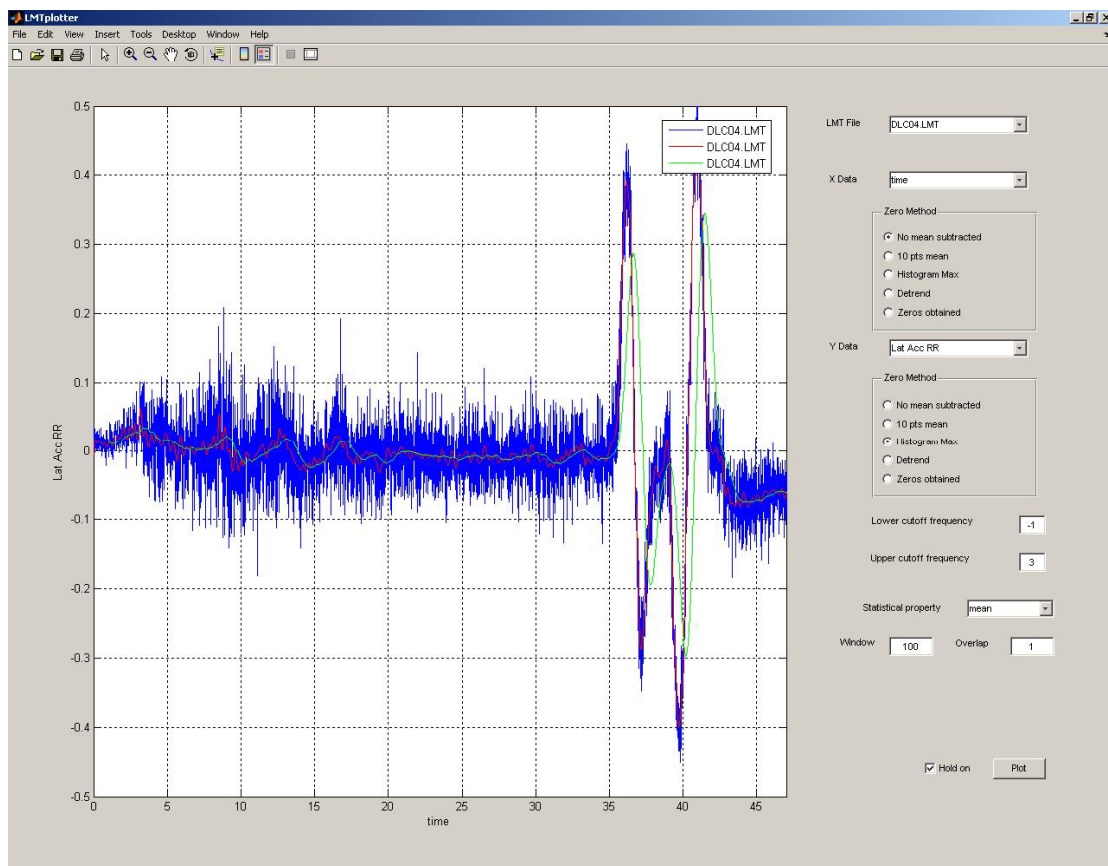 LMTplotter
File Edit View Insert Tools Desktop Window Help
0.5
0.4
0.3
0.2
0.1
0
-0.1
-0.2
-0.3
-0.4
-0.5
Lat Acc RR
0 5 10 15 20 25 30 35 40 45
time
DLC04.LMT
DLC04.LMT
DLC04.LMT
LMT File DLC04.LMT
X Data time
Zero Method
No mean subtracted
10 pts mean
Histogram Max
Detrend
Zeros obtained
Y Data Lat Acc RR
Zero Method
No mean subtracted
10 pts mean
Histogram Max
Detrend
Zeros obtained
Lower cutoff frequency -1
Upper cutoff frequency 3
Statistical property mean
Window 100 Overlap 1
Hold on Plot